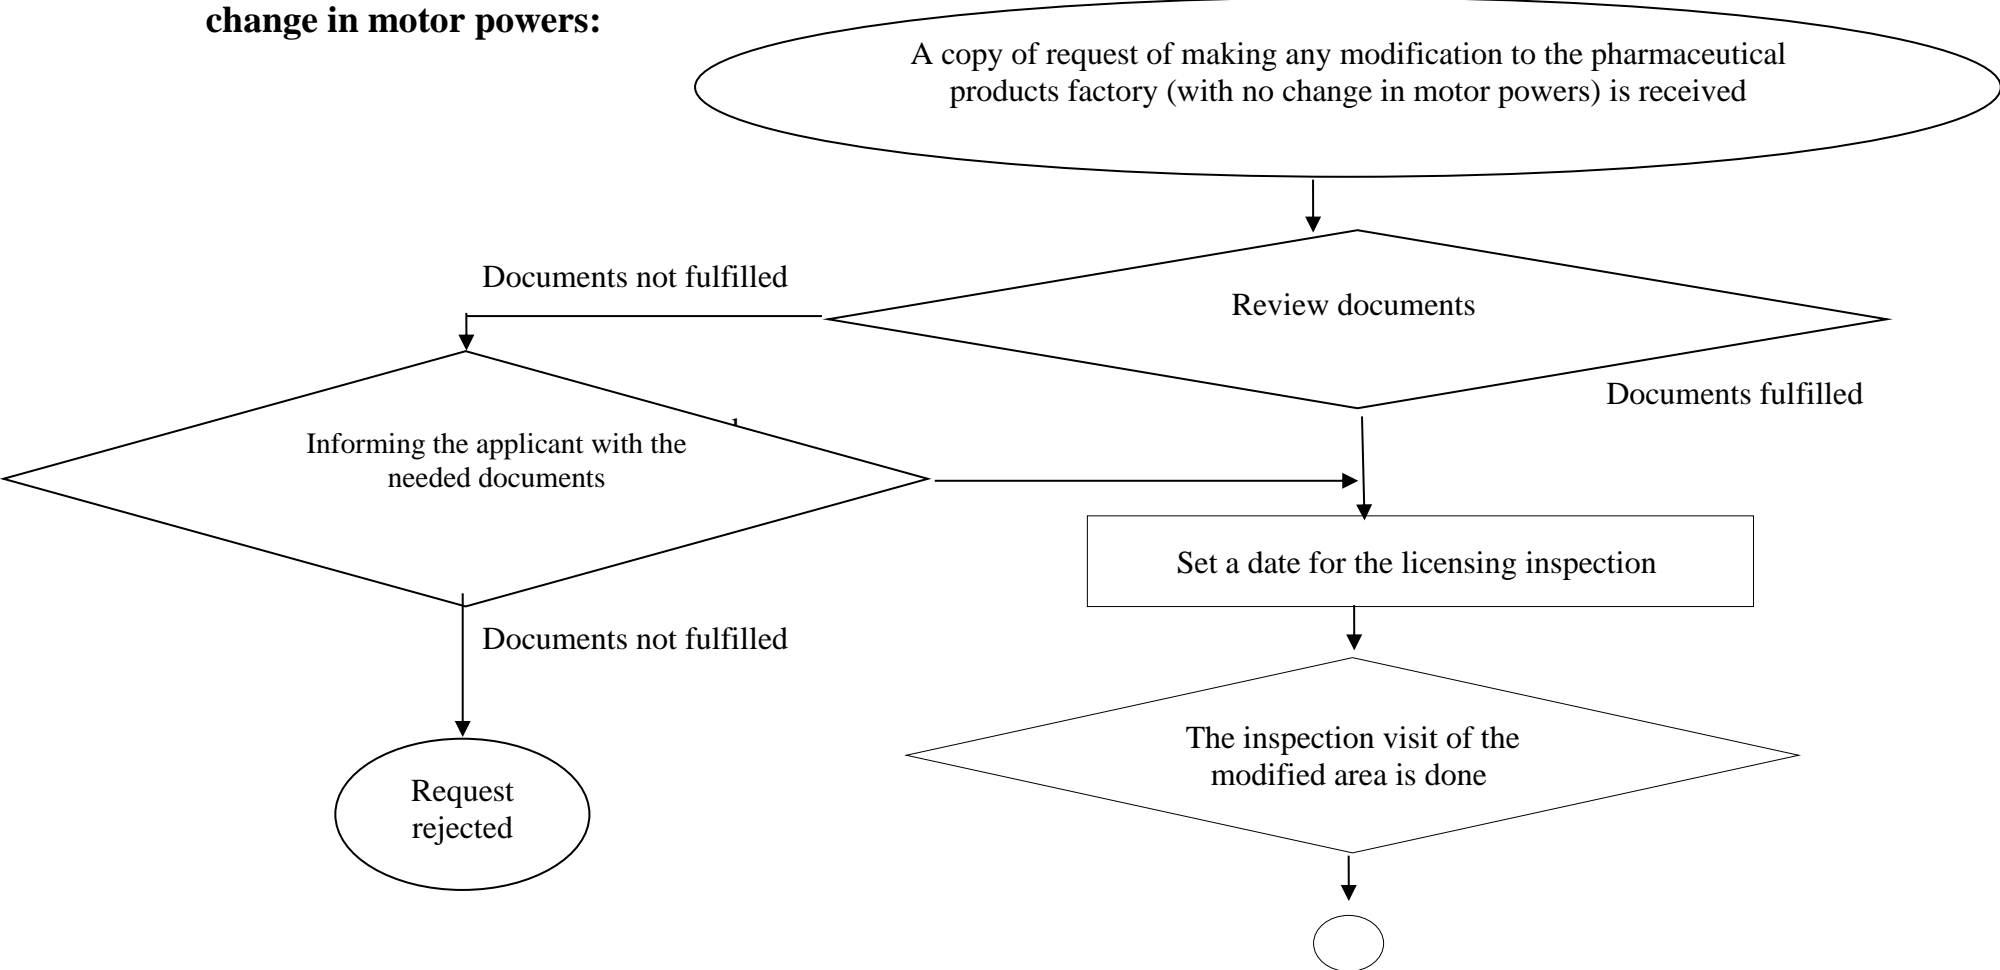 change in motor powers:
A copy of request of making any modification to the pharmaceutical
products factory (with no change in motor powers) is received
Documents not fulfilled
Review documents
Documents fulfilled
Informing the applicant with the
needed documents
Set a date for the licensing inspection
Documents not fulfilled
The inspection visit of the
modified area is done
Request
rejected